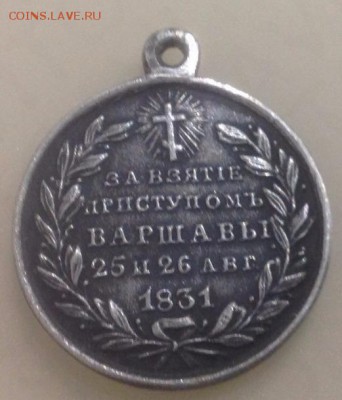 COINS.LAVE.RU
ЗА ВЗЯТІЕ
ПРИСТУПОМЪ
ВАРШАВЫ
25 И 26 АВГ.
1831